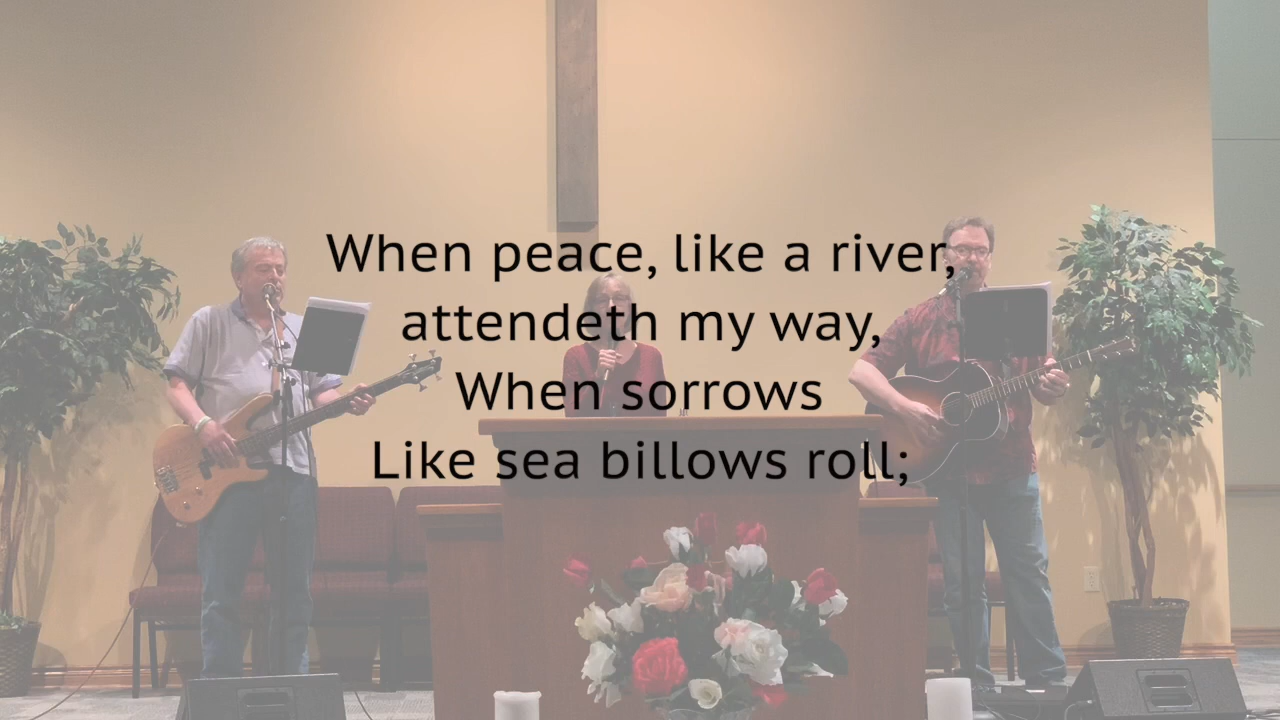 When peace, like a river,
attendeth my way,
When sorrows
Like sea billows roll;